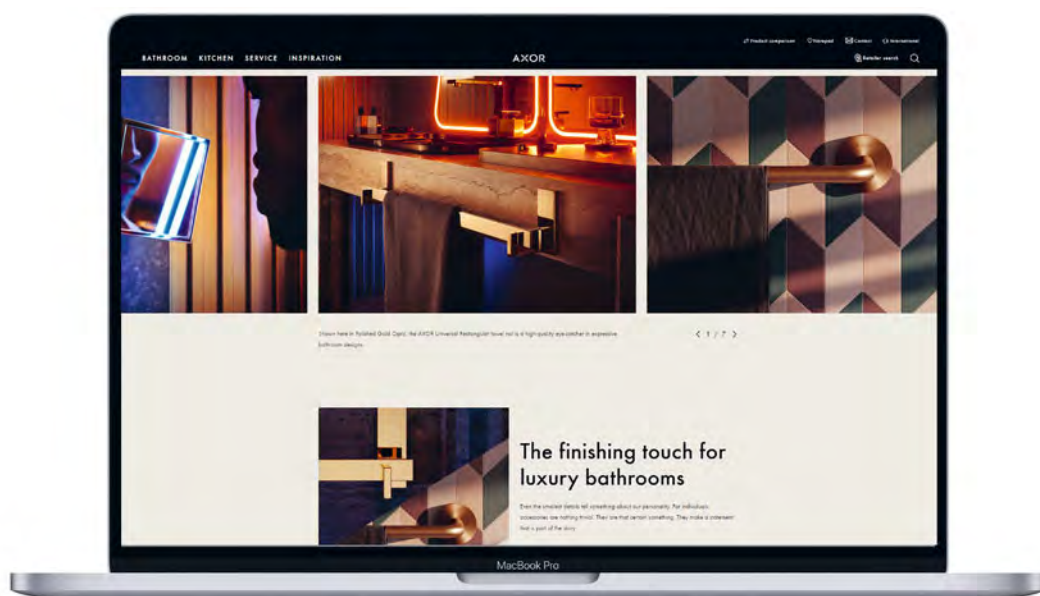 Product comparison Notepad Contact International
BATHROOM KITCHEN SERVICE INSPIRATION AXOR Retailer search
Shown here in Polished Gold Optic, the AXOR Universal Rectangular towel rail is a high-quality eye-catcher in expressive
bathroom designs.
1 / 7
The finishing touch for
luxury bathrooms
Even the smallest details tell something about our personality. For individuals,
accessories are nothing trivial. They are that certain something. They make a statement
that is part of the story.
MacBook Pro